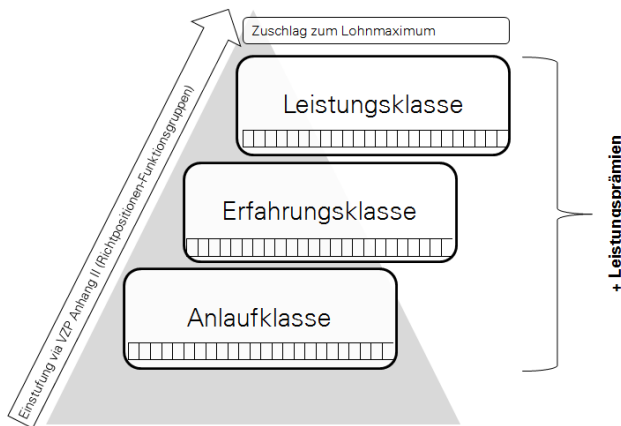 Zuschlag zum Lohnmaximum
Leistungsklasse
Erfahrungsklasse
Anlaufklasse
Einstufung via VZP Anhang II (Richtpositionen-Funktionsgruppen)
+ Leistungsprämien